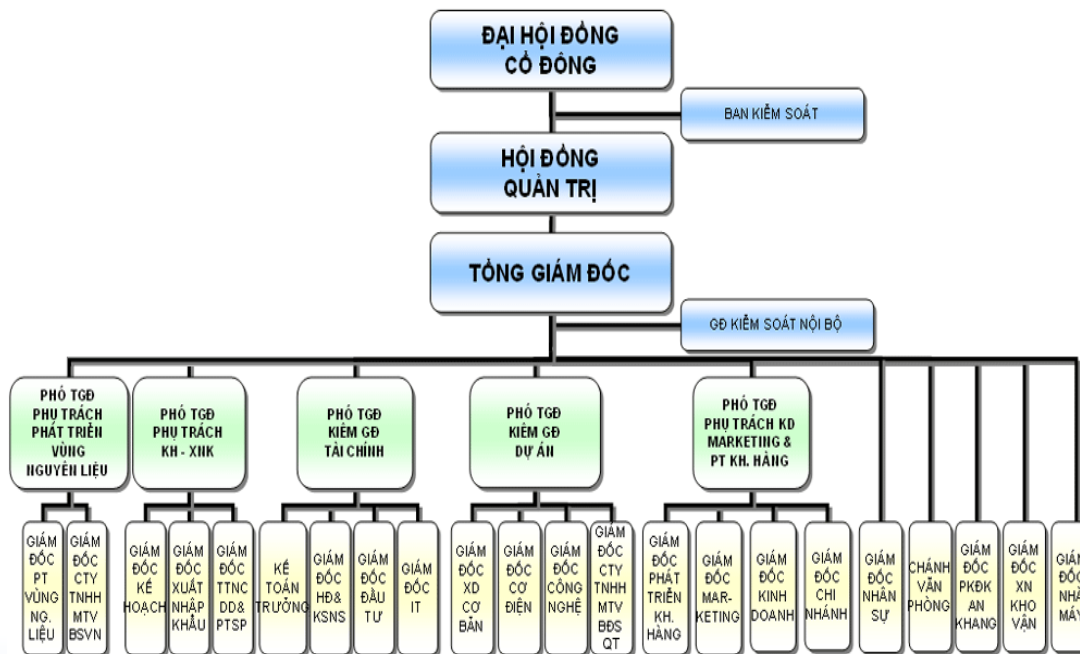 ĐẠI HỘI ĐỒNG
CỔ ĐÔNG
BAN KIỂM SOÁT
HỘI ĐỒNG
QUẢN TRỊ
TỔNG GIÁM ĐỐC
GĐ KIỂM SOÁT NỘI BỘ
PHÓ TGĐ
PHỤ TRÁCH
PHÁT TRIỂN
VÙNG
NGUYÊN LIỆU
PHÓ TGĐ
PHỤ TRÁCH
KH - XNK
PHÓ TGĐ
KIÊM GĐ
TÀI CHÍNH
PHÓ TGĐ
KIÊM GĐ
DỰ ÁN
PHÓ TGĐ
PHỤ TRÁCH KD
MARKETING &
PT KH. HÀNG
GIÁM
ĐỐC
PT
VÙNG
NG.
LIỆU
GIÁM
ĐỐC
CTY
TNHH
MTV
BSVN
GIÁM
ĐỐC
KẾ
HOẠCH
GIÁM
ĐỐC
XUẤT
NHẬP
KHẨU
GIÁM
ĐỐC
TTNC
DD&
PTSP
KẾ
TOÁN
TRƯỞNG
GIÁM
ĐỐC
HĐ&
KSNS
GIÁM
ĐỐC
ĐẦU
TƯ
GIÁM
ĐỐC
IT
GIÁM
ĐỐC
XD
CƠ
BẢN
GIÁM
ĐỐC
CƠ
ĐIỆN
GIÁM
ĐỐC
CÔNG
NGHỆ
GIÁM
ĐỐC
CTY
TNHH
MTV
BĐS
QT
GIÁM
ĐỐC
PHÁT
TRIỂN
KH.
HÀNG
GIÁM
ĐỐC
MAR-
KETING
GIÁM
ĐỐC
KINH
DOANH
GIÁM
ĐỐC
CHI
NHÁNH
GIÁM
ĐỐC
NHÂN
SỰ
CHÁNH
VĂN
PHÒNG
GIÁM
ĐỐC
PKĐK
AN
KHANG
GIÁM
ĐỐC
XN
KHO
VẬN
GIÁM
ĐỐC
NHÀ
MÁY